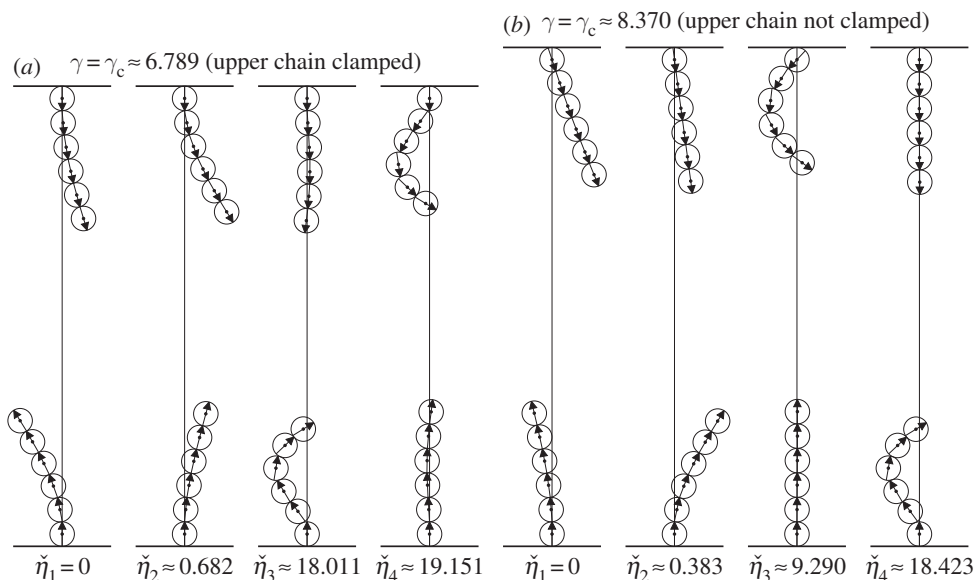 (a) γ = γc ≈ 6.789 (upper chain clamped)
η̌1 = 0 η̌2 ≈ 0.682 η̌3 ≈ 18.011 η̌4 ≈ 19.151
(b) γ = γc ≈ 8.370 (upper chain not clamped)
η̌1 = 0 η̌2 ≈ 0.383 η̌3 ≈ 9.290 η̌4 ≈ 18.423